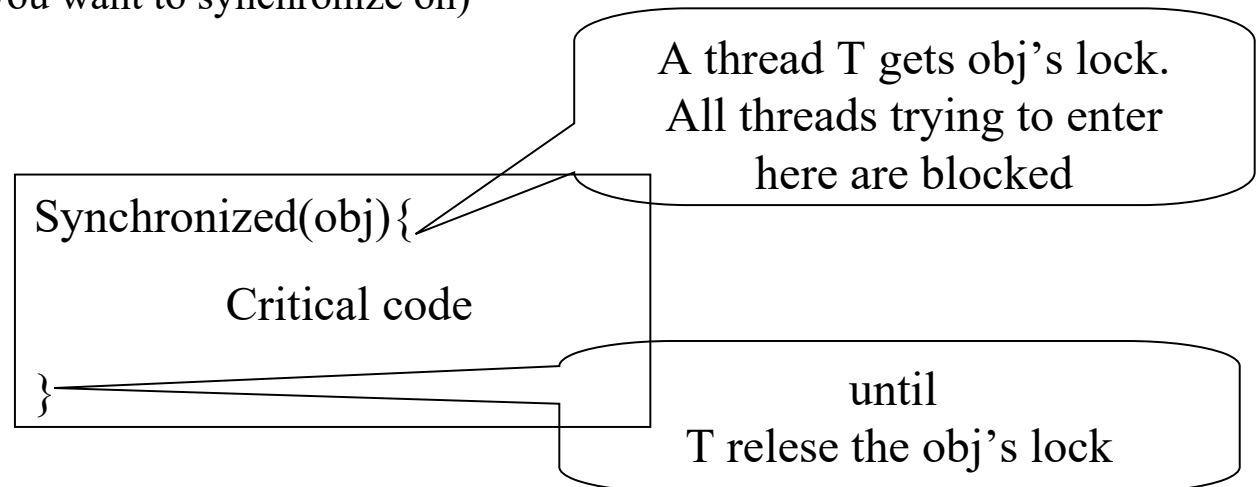 you want to synchronize on)
A thread T gets obj’s lock.
All threads trying to enter
here are blocked
Synchronized(obj){
Critical code
}
until
T relese the obj’s lock